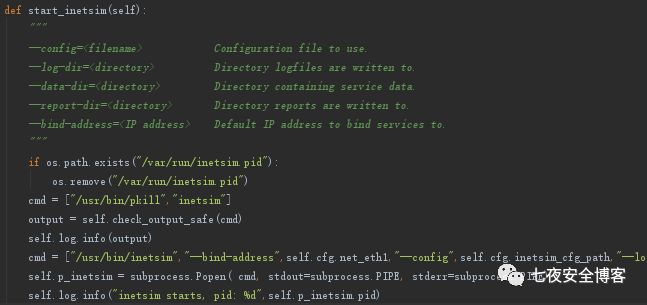 def start_inetsim(self):
"""
--config=<filename> Configuration file to use.
--log-dir=<directory> Directory logfiles are written to.
--data-dir=<directory> Directory containing service data.
--report-dir=<directory> Directory reports are written to.
--bind-address=<IP address> Default IP address to bind services to.
"""
if os.path.exists("/var/run/inetsim.pid"):
os.remove("/var/run/inetsim.pid")
cmd = ["/usr/bin/pkill","inetsim"]
output = self.check_output_safe(cmd)
self.log.info(output)
cmd = ["/usr/bin/inetsim","--bind-address",self.cfg.net_eth1,"--config",self.cfg.inetsim_cfg_path,"--lo
self.p_inetsim = subprocess.Popen( cmd, stdout=subprocess.PIPE, stderr=subproc
self.log.info("inetsim starts, pid: %d",self.p_inetsim.pid)
七夜安全博客